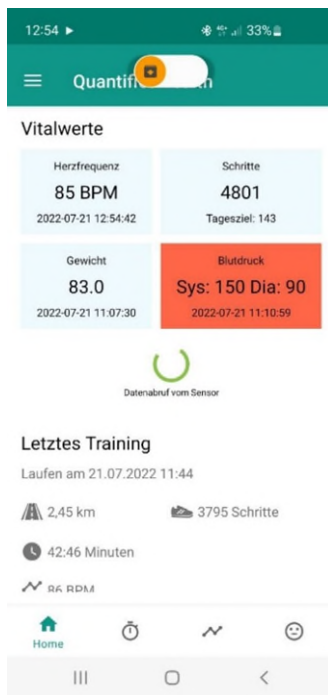 12:54
33%
Vitalwerte
Herzfrequenz
85 BPM
2022-07-21 12:54:42
Schritte
4801
Tagesziel: 143
Gewicht
83.0
2022-07-21 11:07:30
Blutdruck
Sys: 150 Dia: 90
2022-07-21 11:10:59
Datenabruf vom Sensor
Letztes Training
Laufen am 21.07.2022 11:44
2,45 km
3795 Schritte
42:46 Minuten
86 BPM
Home